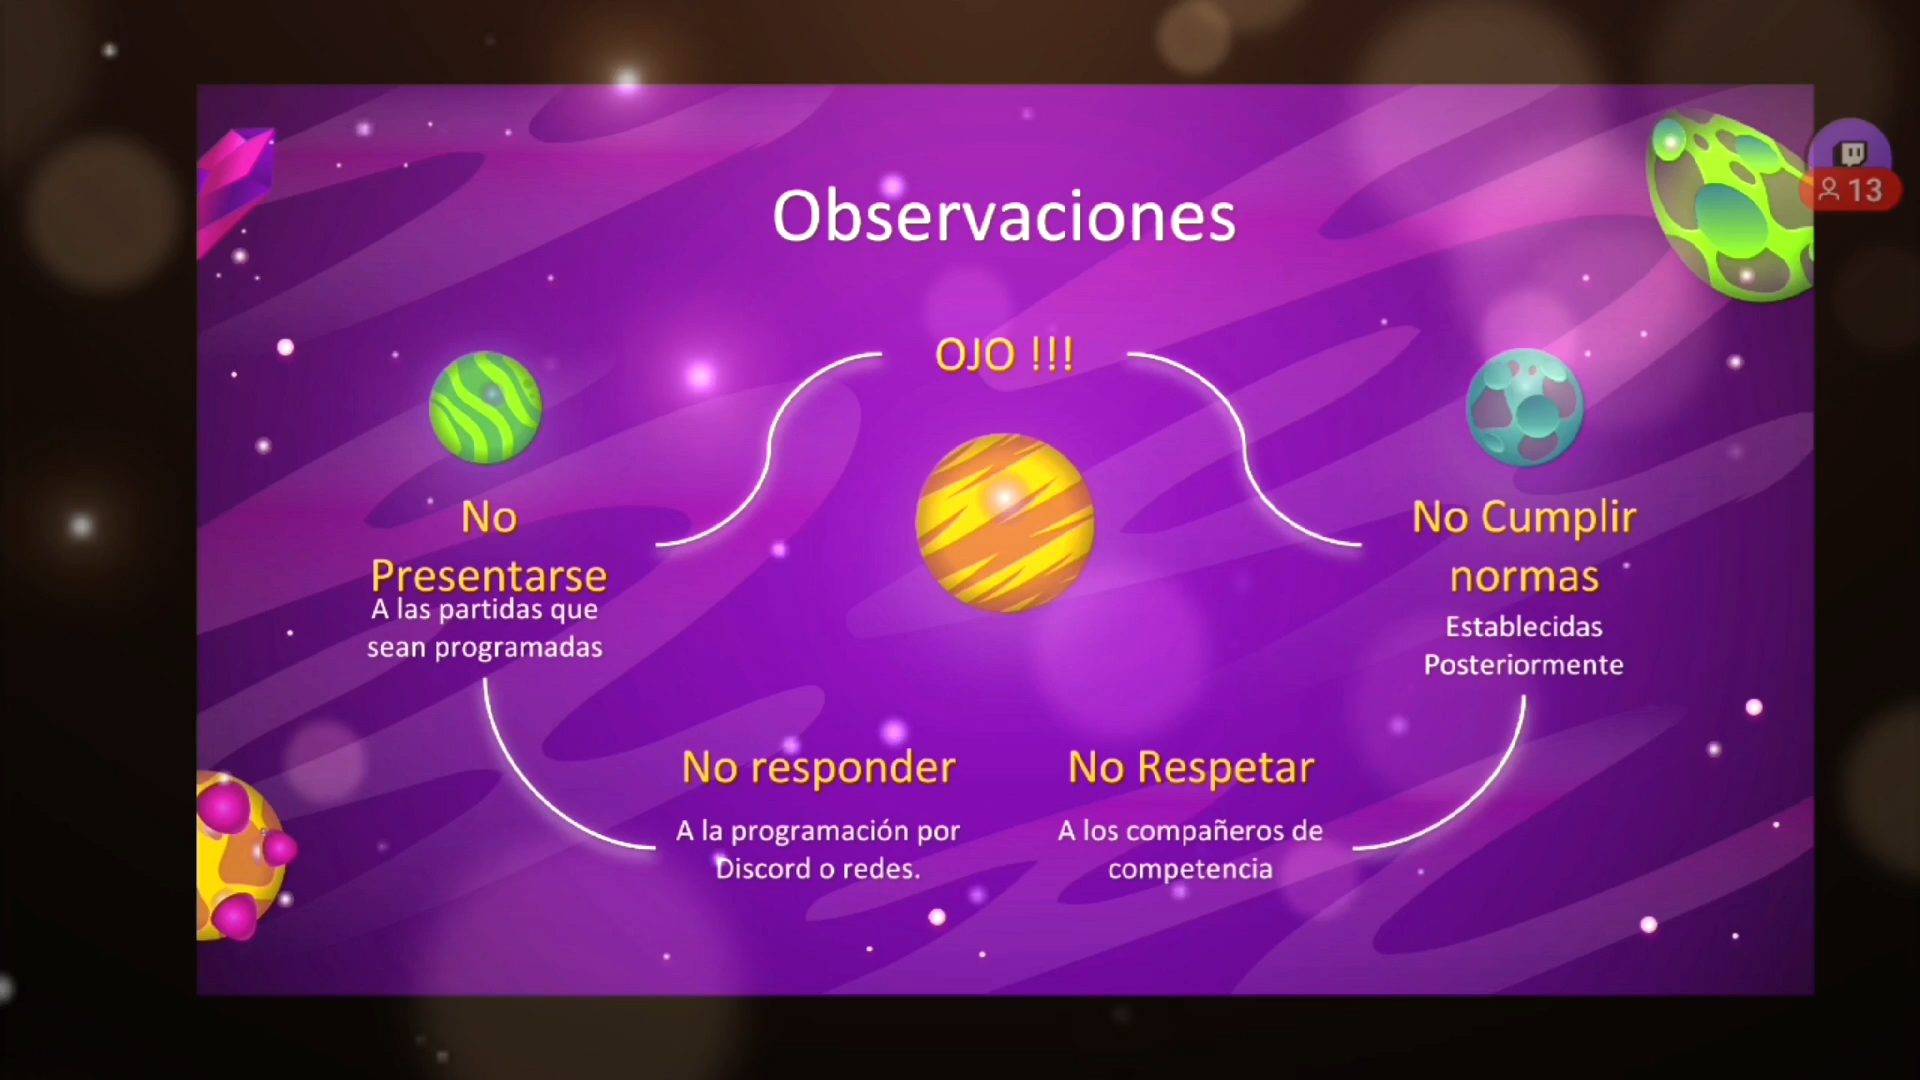 Observaciones
OJO !!!
13
No
Presentarse
A las partidas que
sean programadas
No Cumplir
normas
Establecidas
Posteriormente
No responder
A la programación por
Discord o redes.
No Respetar
A los compañeros de
competencia